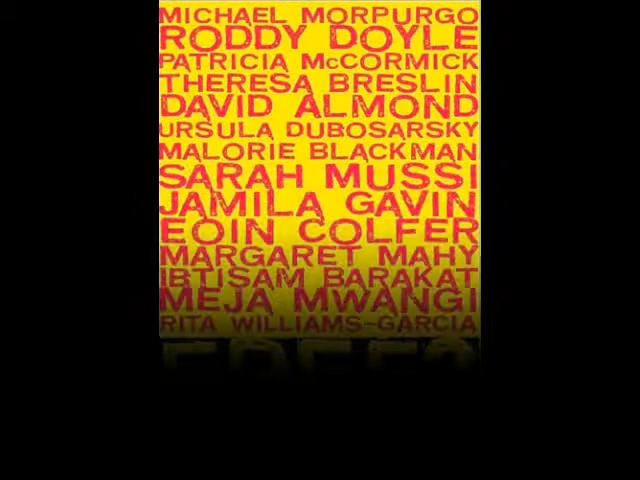 MICHAEL MORPURGO
RODDY DOYLE
PATRICIA McCORMICK
THERESA BRESLIN
DAVID ALMOND
URSULA DUBOSARSKY
MALORIE BLACKMAN
SARAH MUSSI
JAMILA GAVIN
EOIN COLFER
MARGARET MAHY
IBTISAM BARAKAT
MEJA MWANGI
RITA WILLIAMS-GARCIA